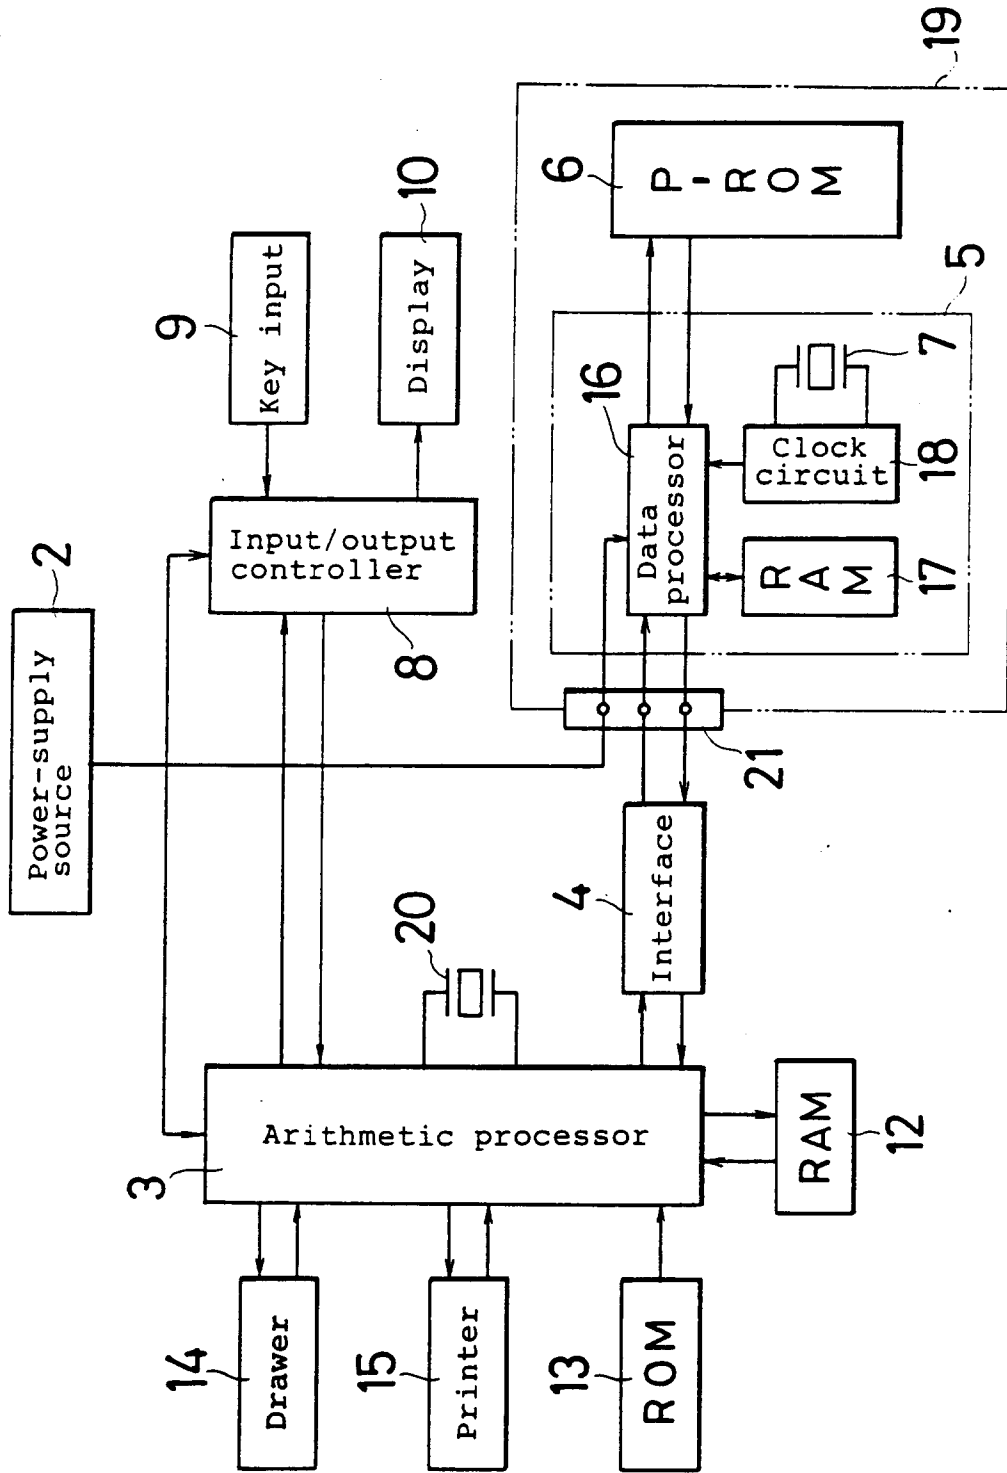 2
Power-supply
source
9
Key input
10
Display
Input/output
controller
8
3
Arithmetic processor
20
14
Drawer
15
Printer
13
ROM
12
RAM
4
Interface
21
16
Data
processor
17
RAM
18
Clock
circuit
7
5
6
P-ROM
19